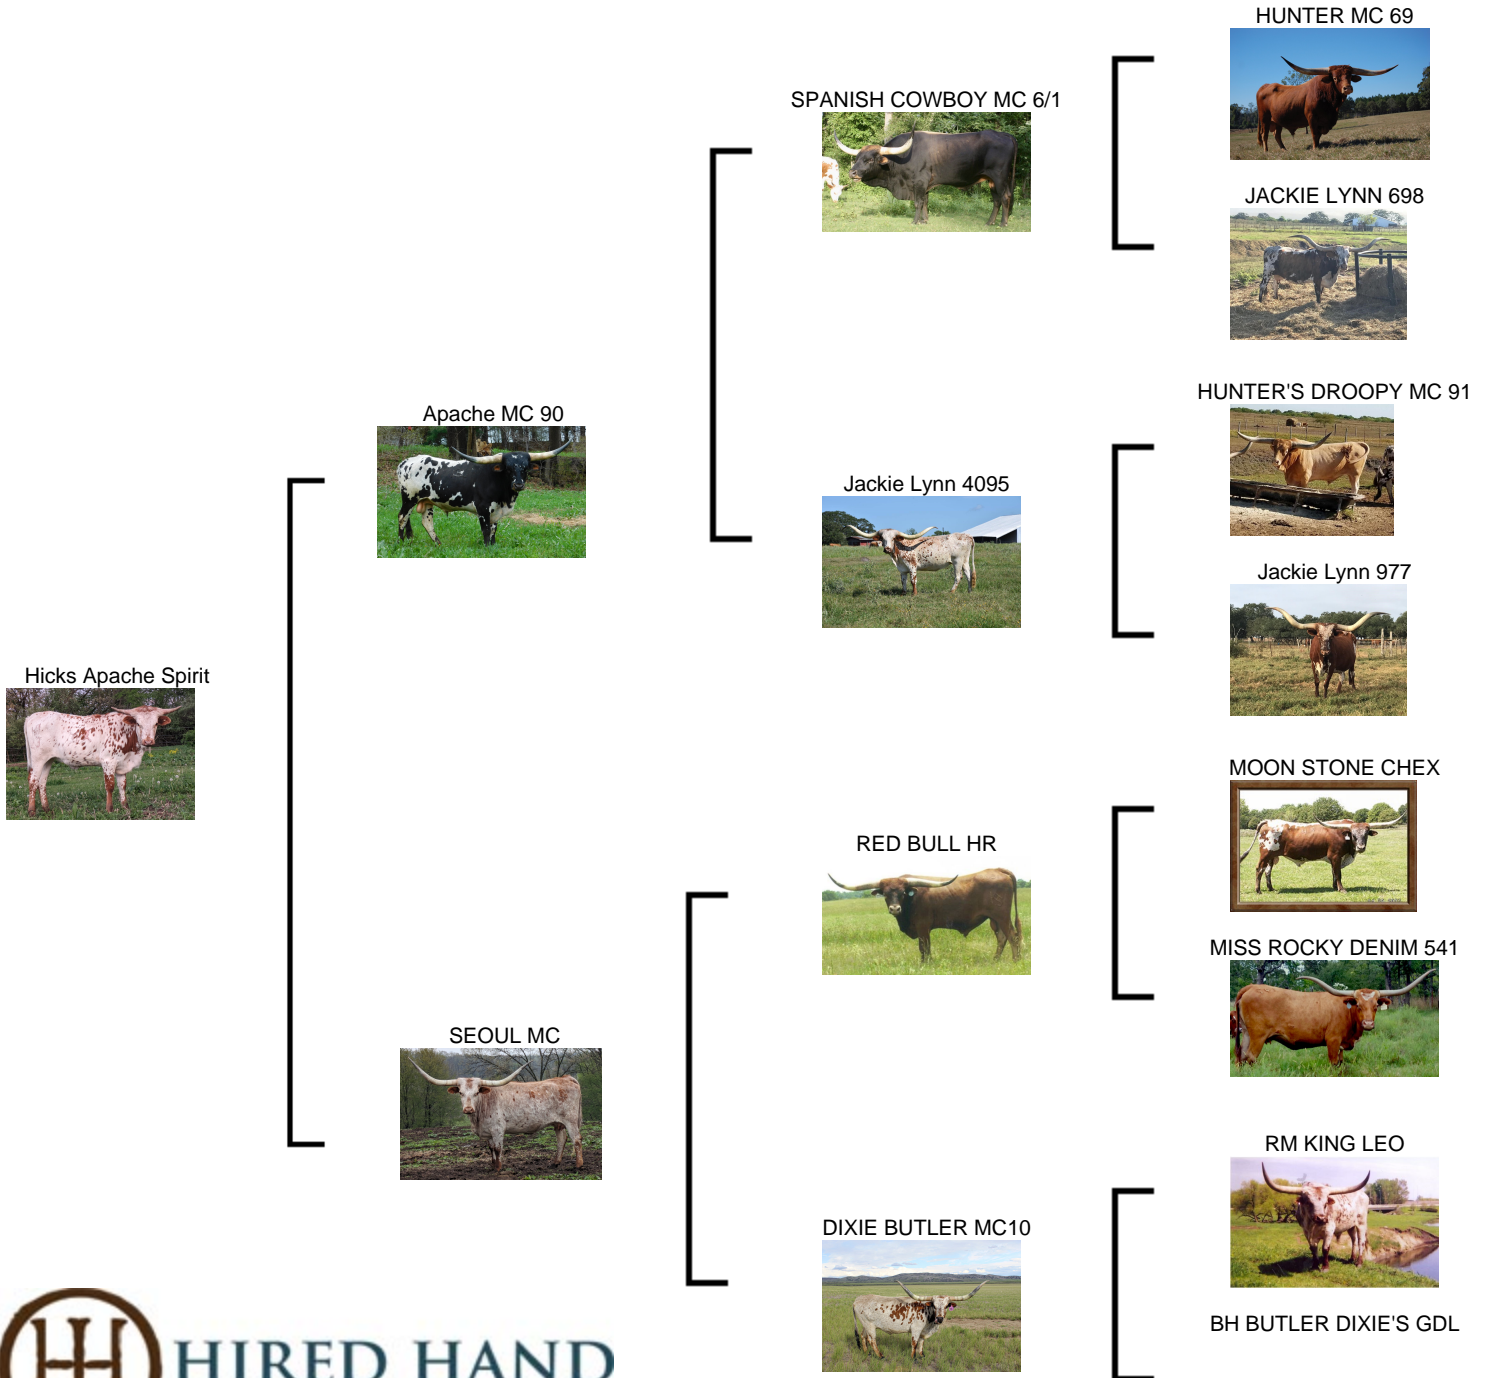 HUNTER MC 69
SPANISH COWBOY MC 6/1
JACKIE LYNN 698
HUNTER'S DROOPY MC 91
Apache MC 90
Jackie Lynn 4095
Jackie Lynn 977
Hicks Apache Spirit
MOON STONE CHEX
RED BULL HR
MISS ROCKY DENIM 541
SEOUL MC
RM KING LEO
DIXIE BUTLER MC10
BH BUTLER DIXIE'S GDL
HIRED HAND